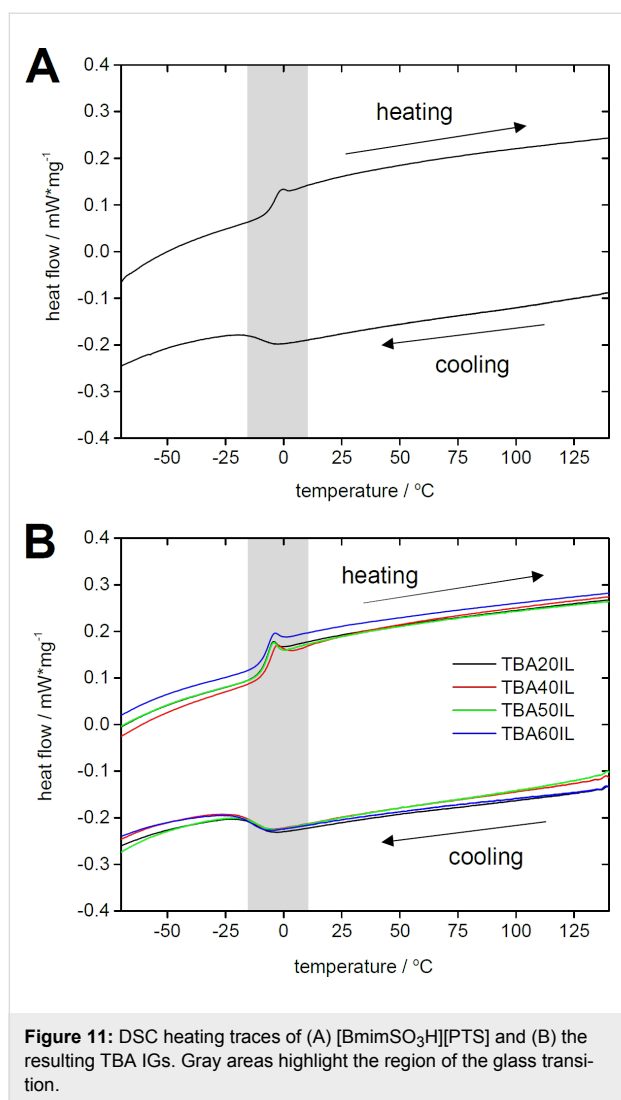 A
0.4
0.3
0.2
0.1
0.0
-0.1
-0.2
-0.3
-0.4
heat flow / mW*mg⁻¹
heating
cooling
-50 -25 0 25 50 75 100 125
temperature / °C
B
0.4
0.3
0.2
0.1
0.0
-0.1
-0.2
-0.3
-0.4
heat flow / mW*mg⁻¹
heating
TBA20IL
TBA40IL
TBA50IL
TBA60IL
cooling
-50 -25 0 25 50 75 100 125
temperature / °C
Figure 11: DSC heating traces of (A) [BmimSO₃H][PTS] and (B) the
resulting TBA IGs. Gray areas highlight the region of the glass transi-
tion.